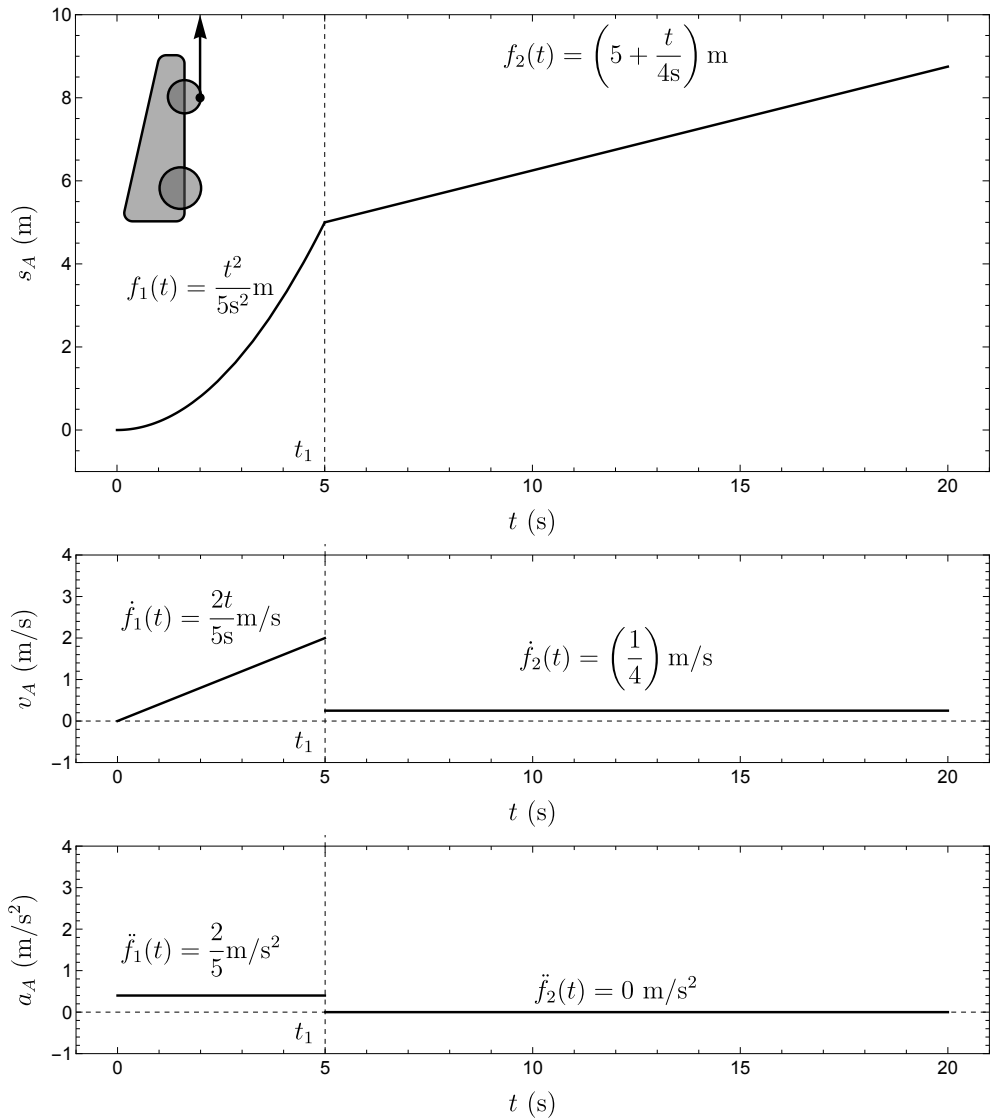 10
8
6
4
2
0
s_A (m)
f_2(t) = (5 + t/4s) m
f_1(t) = t^2/5s^2 m
t_1
0 5 10 15 20
t (s)
4
3
2
1
0
−1
v_A (m/s)
ḟ_1(t) = 2t/5s m/s
ḟ_2(t) = (1/4) m/s
t_1
0 5 10 15 20
t (s)
4
3
2
1
0
−1
a_A (m/s^2)
f̈_1(t) = 2/5 m/s^2
f̈_2(t) = 0 m/s^2
t_1
0 5 10 15 20
t (s)